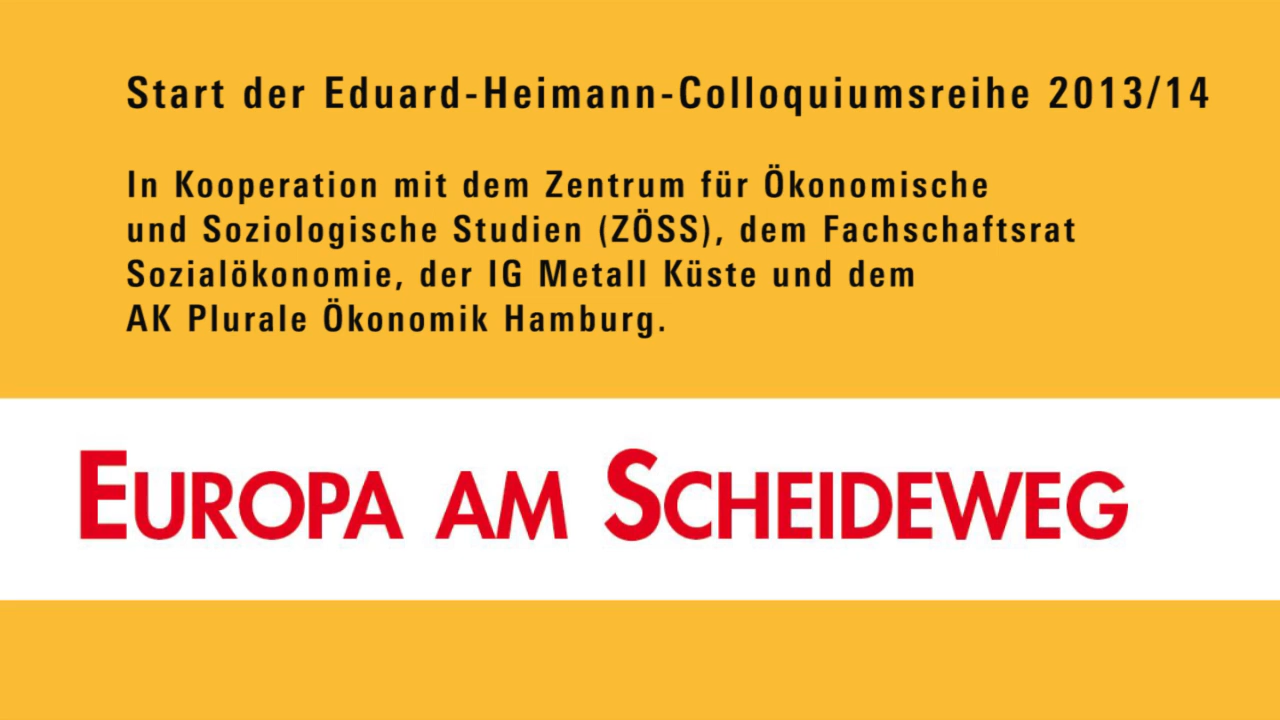 Start der Eduard-Heimann-Colloquiumsreihe 2013/14
In Kooperation mit dem Zentrum für Ökonomische
und Soziologische Studien (ZÖSS), dem Fachschaftsrat
Sozialökonomie, der IG Metall Küste und dem
AK Plurale Ökonomik Hamburg.
EUROPA AM SCHEIDEWEG